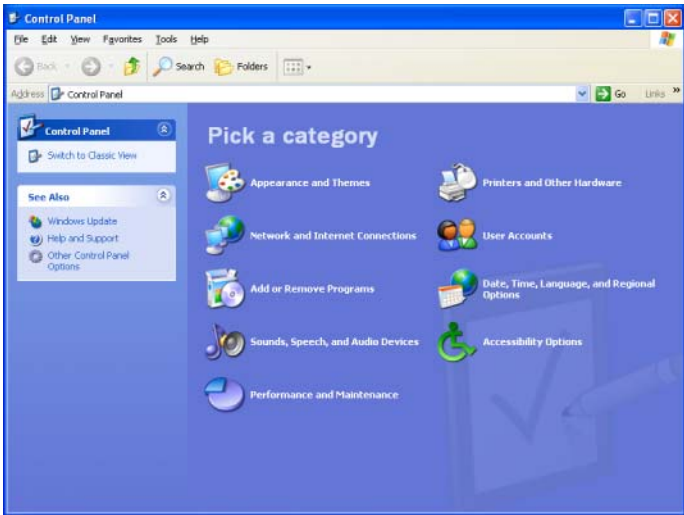 Control Panel
File Edit View Favorites Tools Help
Back Search Folders
Address Control Panel Go Links »
Control Panel
Switch to Classic View
See Also
Windows Update
Help and Support
Other Control Panel
Options
Pick a category
Appearance and Themes
Printers and Other Hardware
Network and Internet Connections
User Accounts
Add or Remove Programs
Date, Time, Language, and Regional
Options
Sounds, Speech, and Audio Devices
Accessibility Options
Performance and Maintenance